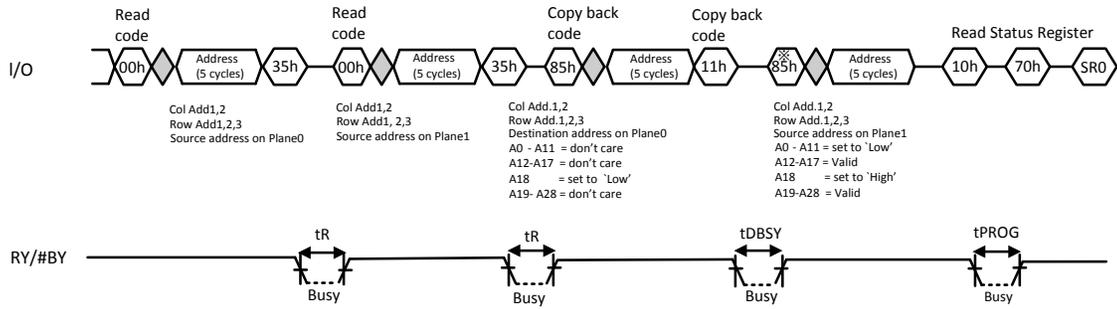 Read code
Read code
Copy back code
Copy back code
Read Status Register
I/O
00h
Address (5 cycles)
35h
00h
Address (5 cycles)
35h
85h
Address (5 cycles)
11h
※
85h
Address (5 cycles)
10h
70h
SR0
Col Add1,2
Row Add1,2,3
Source address on Plane0
Col Add1,2
Row Add1, 2,3
Source address on Plane1
Col Add.1,2
Row Add.1,2,3
Destination address on Plane0
A0 - A11 = don't care
A12-A17 = don't care
A18 = set to `Low'
A19- A28 = don't care
Col Add.1,2
Row Add.1,2,3
Source address on Plane1
A0 - A11 = set to `Low'
A12-A17 = Valid
A18 = set to `High'
A19-A28 = Valid
RY/#BY
tR
Busy
tR
Busy
tDBSY
Busy
tPROG
Busy